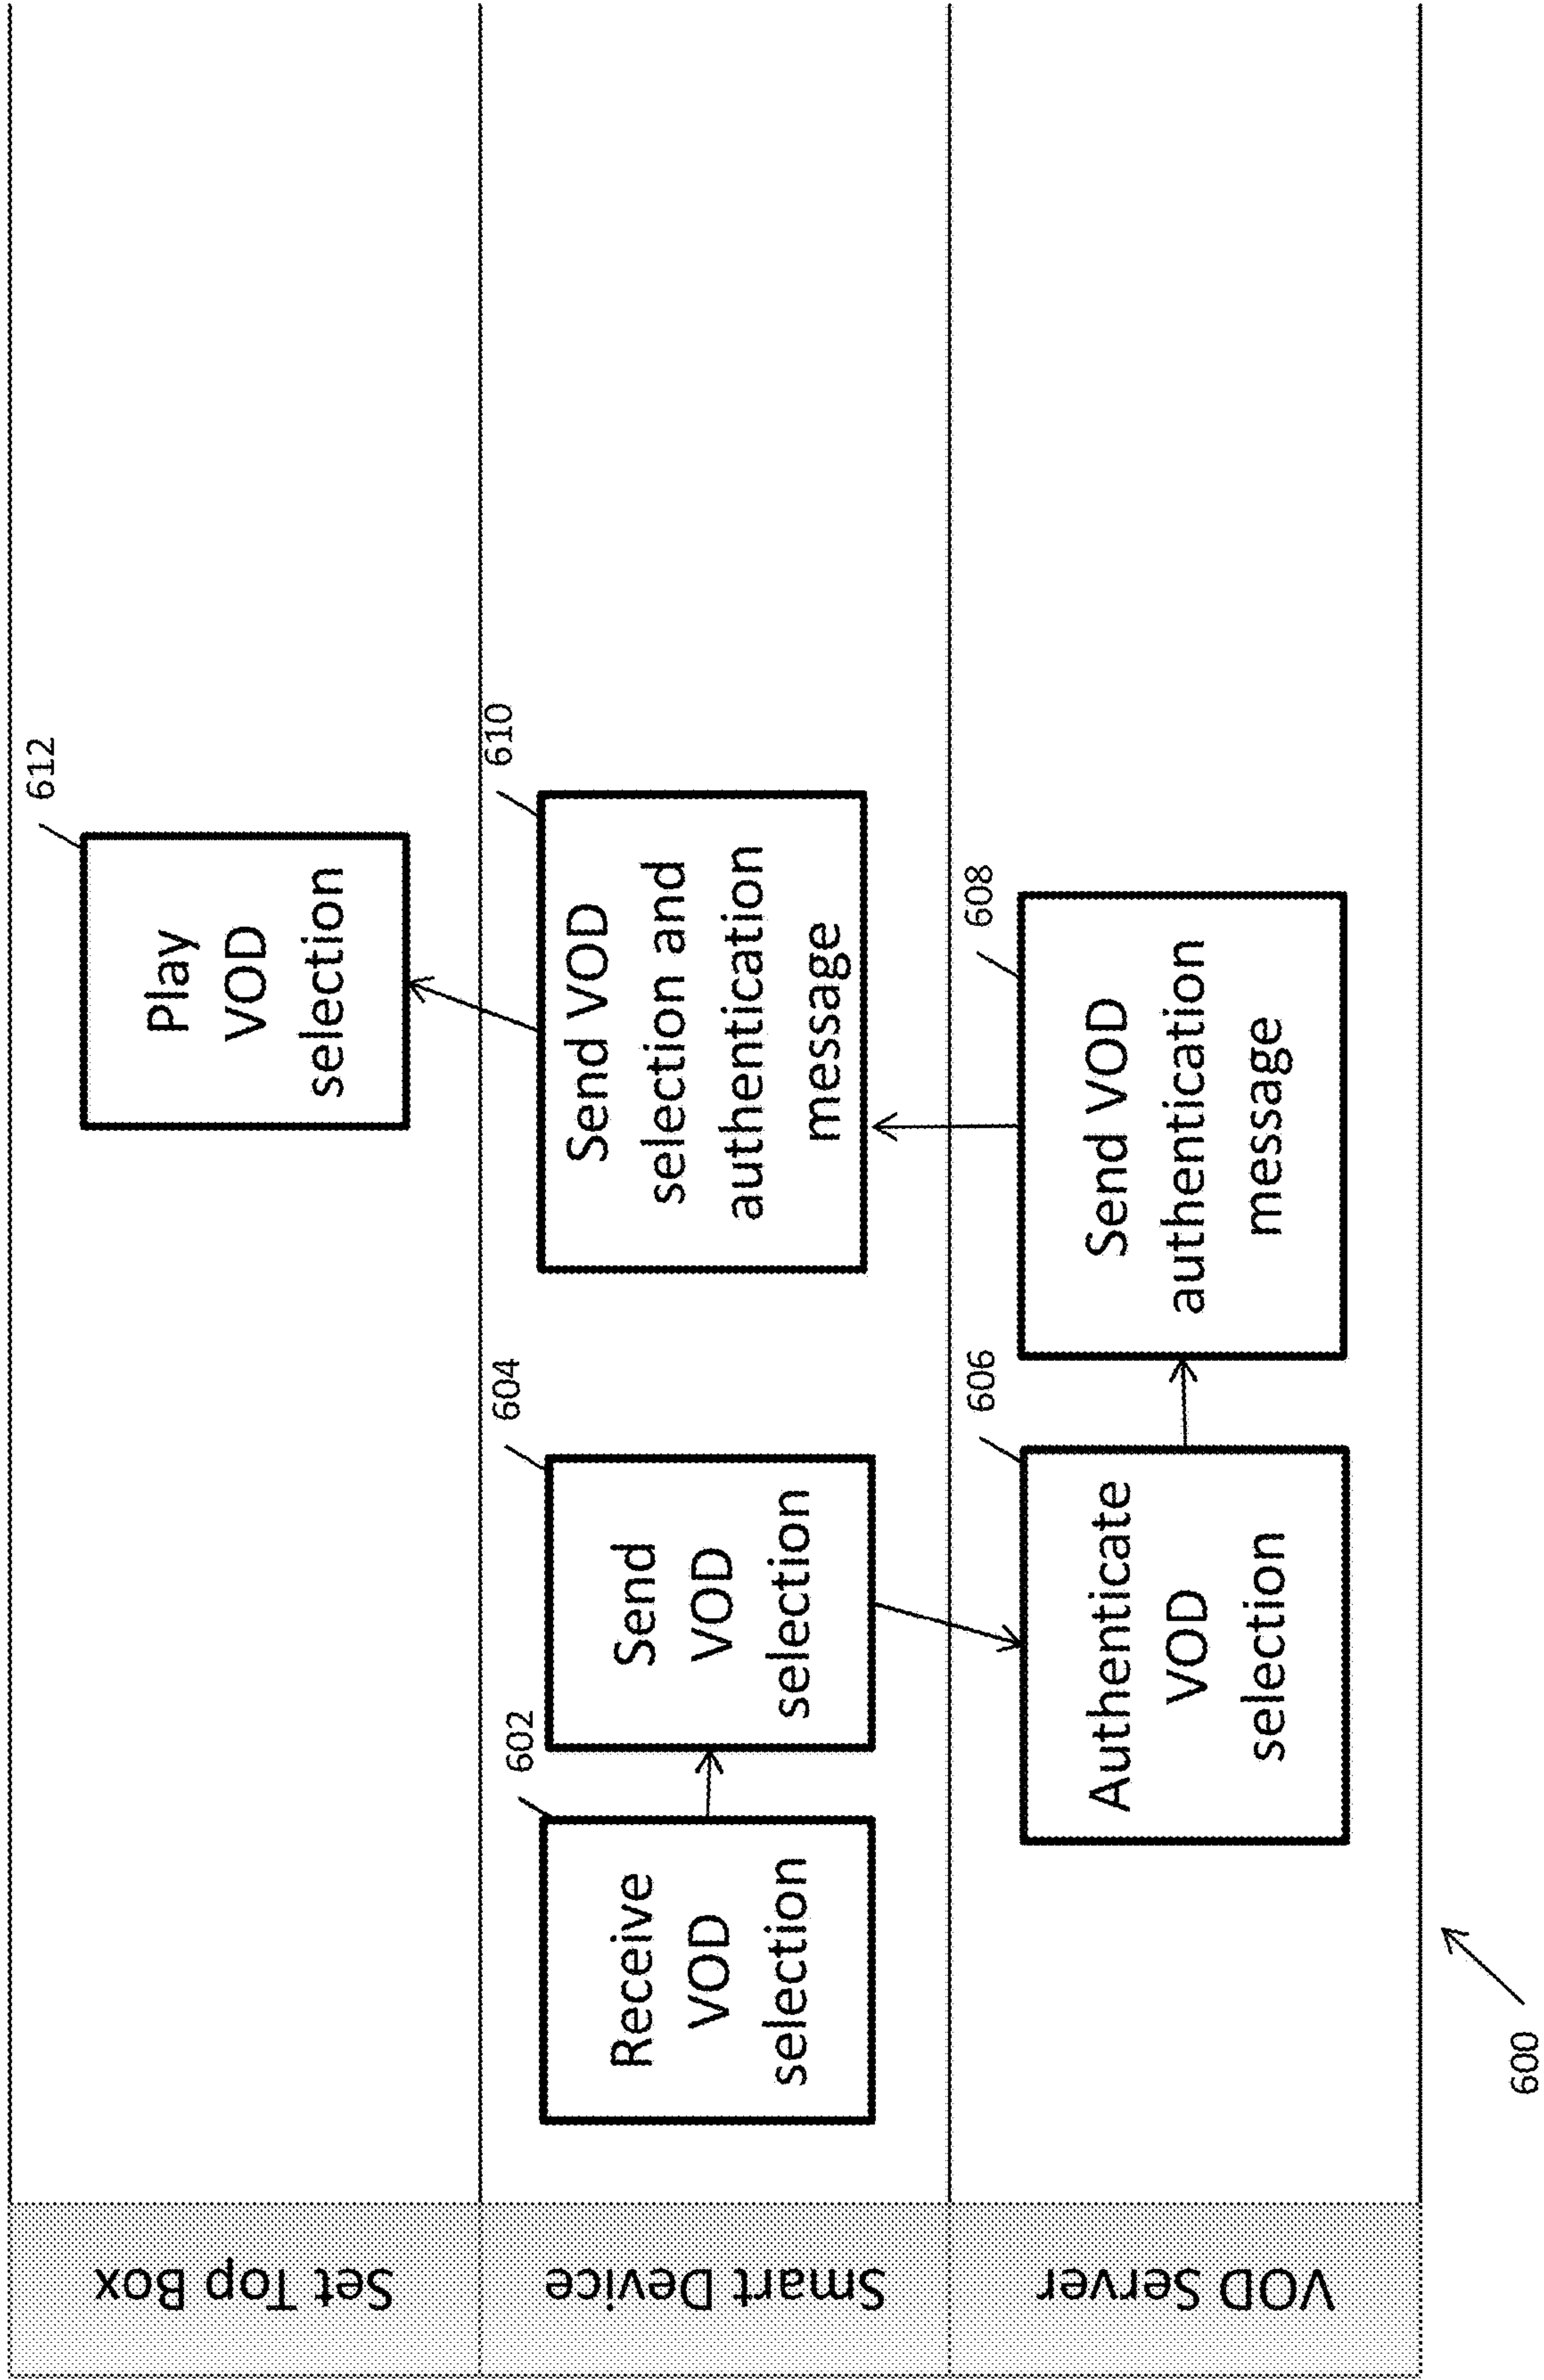 Set Top Box
612
Play
VOD
selection
Smart Device
602
Receive
VOD
selection
604
Send
VOD
selection
610
Send VOD
selection and
authentication
message
VOD Server
606
Authenticate
VOD
selection
608
Send VOD
authentication
message
600